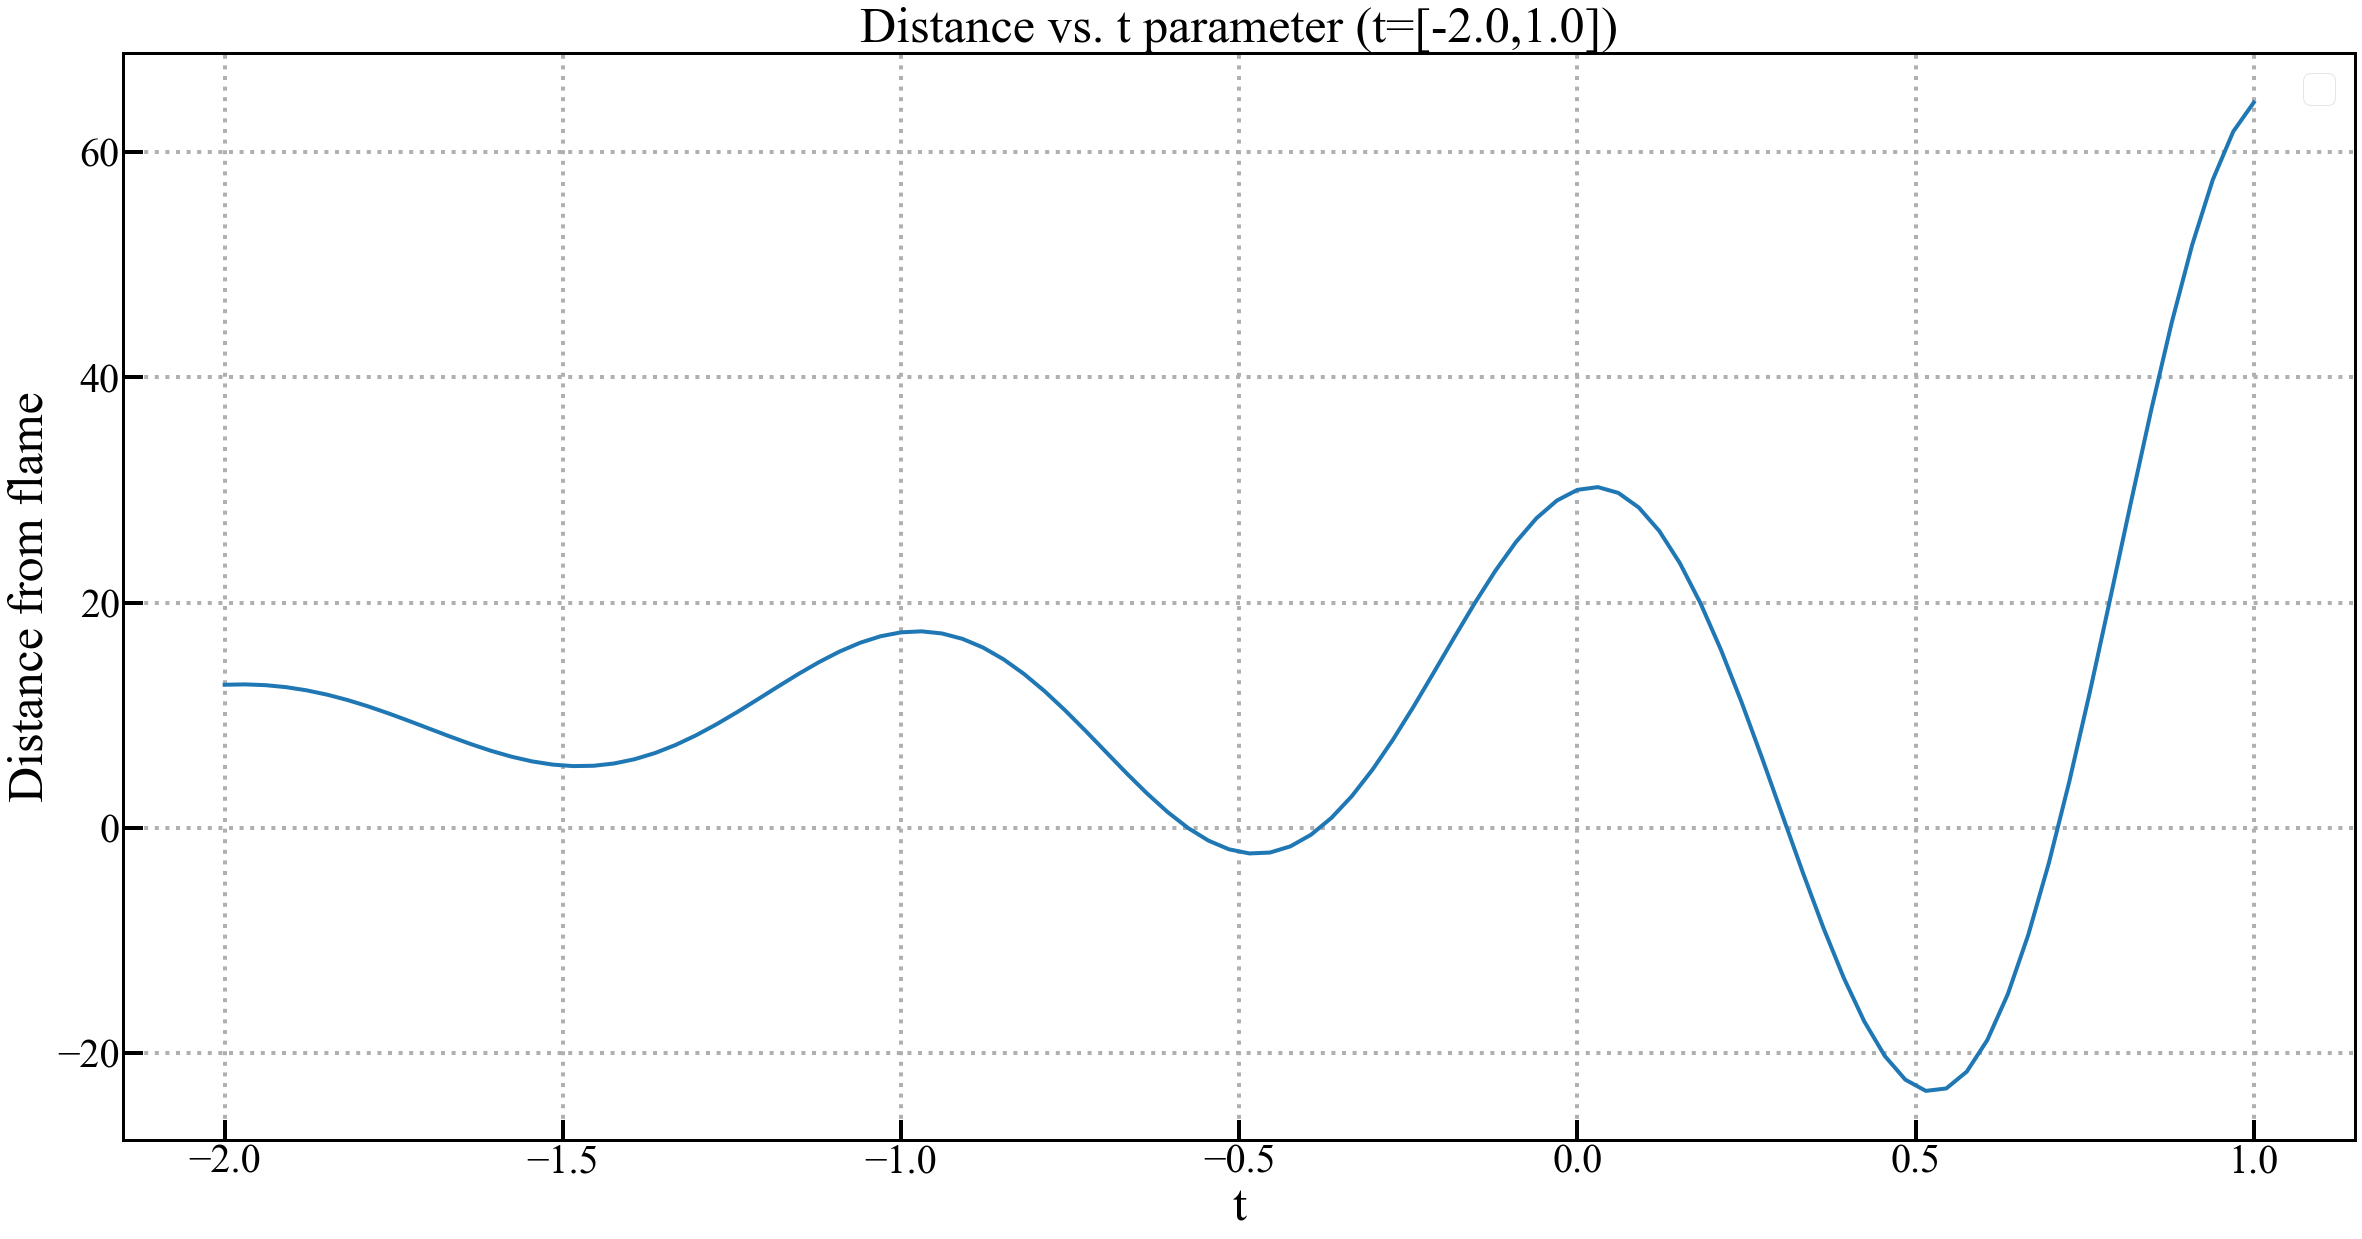 Distance vs. t parameter (t=[-2.0,1.0])
Distance from flame
60
40
20
0
−20
−2.0 −1.5 −1.0 −0.5 0.0 0.5 1.0
t